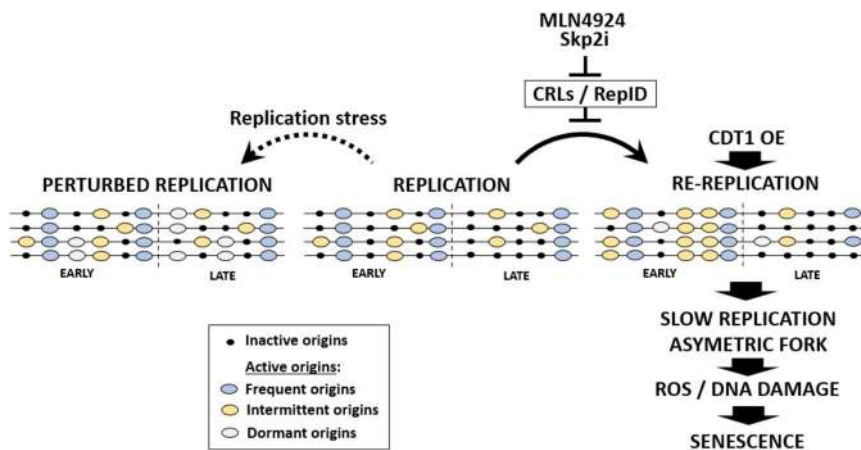 MLN4924
Skp2i
CRLs / RepID
Replication stress
CDT1 OE
PERTURBED REPLICATION
REPLICATION
RE-REPLICATION
EARLY
LATE
EARLY
LATE
EARLY
LATE
SLOW REPLICATION
ASYMETRIC FORK
ROS / DNA DAMAGE
SENESCENCE
Inactive origins
Active origins:
Frequent origins
Intermittent origins
Dormant origins